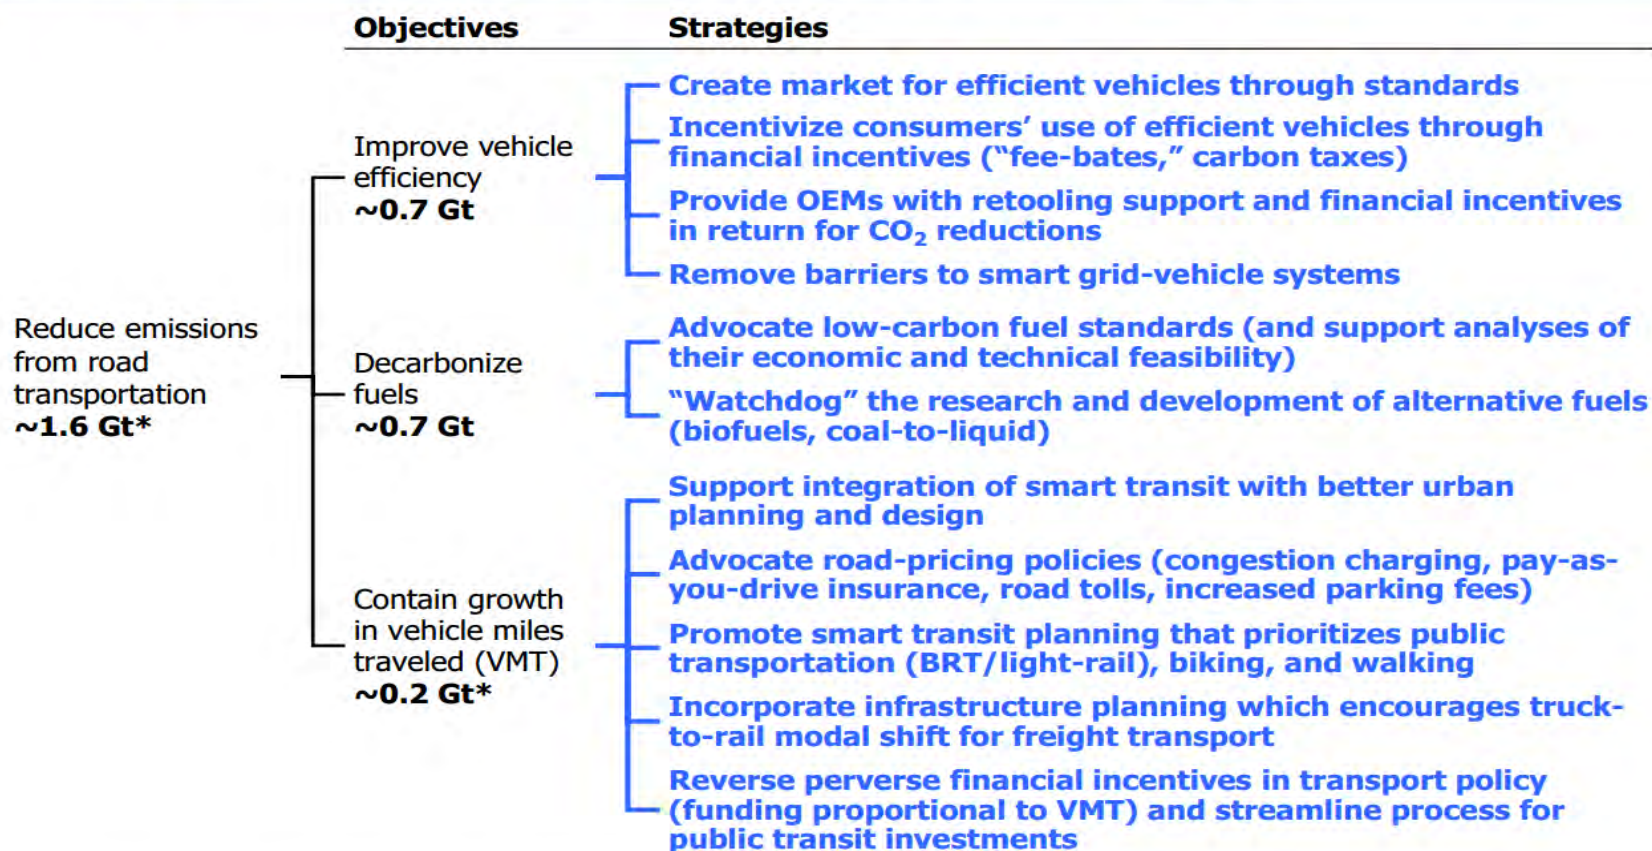 Objectives
Strategies
Reduce emissions
from road
transportation
~1.6 Gt*
Improve vehicle
efficiency
~0.7 Gt
Create market for efficient vehicles through standards
Incentivize consumers’ use of efficient vehicles through
financial incentives (“fee-bates,” carbon taxes)
Provide OEMs with retooling support and financial incentives
in return for CO₂ reductions
Remove barriers to smart grid-vehicle systems
Decarbonize
fuels
~0.7 Gt
Advocate low-carbon fuel standards (and support analyses of
their economic and technical feasibility)
“Watchdog” the research and development of alternative fuels
(biofuels, coal-to-liquid)
Contain growth
in vehicle miles
traveled (VMT)
~0.2 Gt*
Support integration of smart transit with better urban
planning and design
Advocate road-pricing policies (congestion charging, pay-as-
you-drive insurance, road tolls, increased parking fees)
Promote smart transit planning that prioritizes public
transportation (BRT/light-rail), biking, and walking
Incorporate infrastructure planning which encourages truck-
to-rail modal shift for freight transport
Reverse perverse financial incentives in transport policy
(funding proportional to VMT) and streamline process for
public transit investments